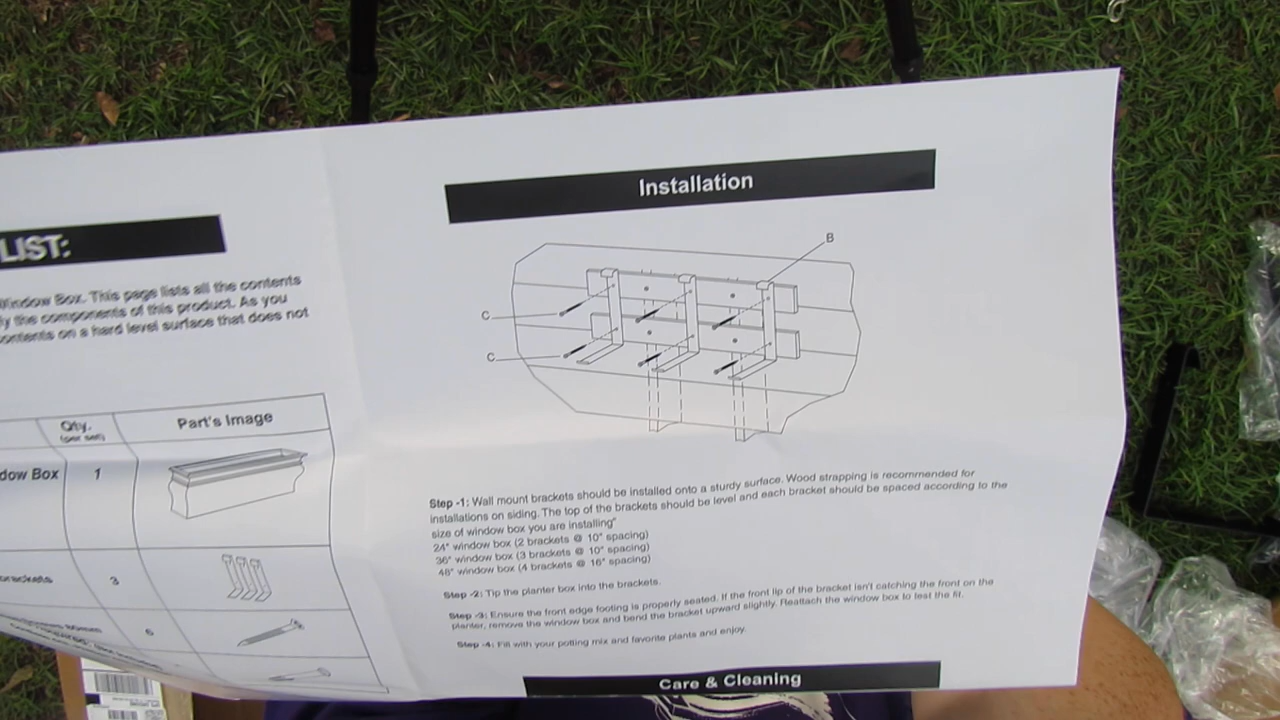 LIST:
Window Box. This page lists all the contents
the components of this product. As you
contents on a hard level surface that does not
Qty.
(per set)
Part's Image
dow Box 1
brackets 3
6
Installation
B
C
C
Step -1: Wall mount brackets should be installed onto a sturdy surface. Wood strapping is recommended for
installations on siding. The top of the brackets should be level and each bracket should be spaced according to the
size of window box you are installing"
24" window box (2 brackets @ 10" spacing)
36" window box (3 brackets @ 10" spacing)
48" window box (4 brackets @ 16" spacing)
Step -2: Tip the planter box into the brackets.
Step -3: Ensure the front edge footing is properly seated. If the front lip of the bracket isn't catching the front on the
planter, remove the window box and bend the bracket upward slightly. Reattach the window box to test the fit.
Step -4: Fill with your potting mix and favorite plants and enjoy.
Care & Cleaning